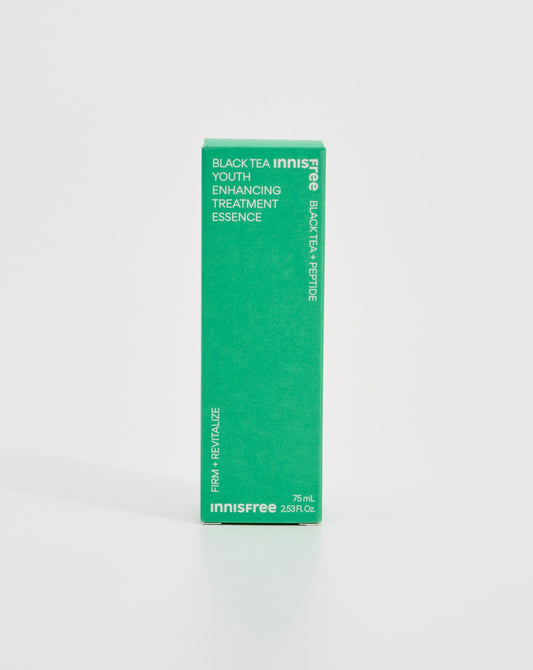 BLACK TEA innisfree
YOUTH
ENHANCING
TREATMENT
ESSENCE
BLACK TEA + PEPTIDE
FIRM + REVITALIZE
75 mL
innisfree 2.53 Fl. Oz.